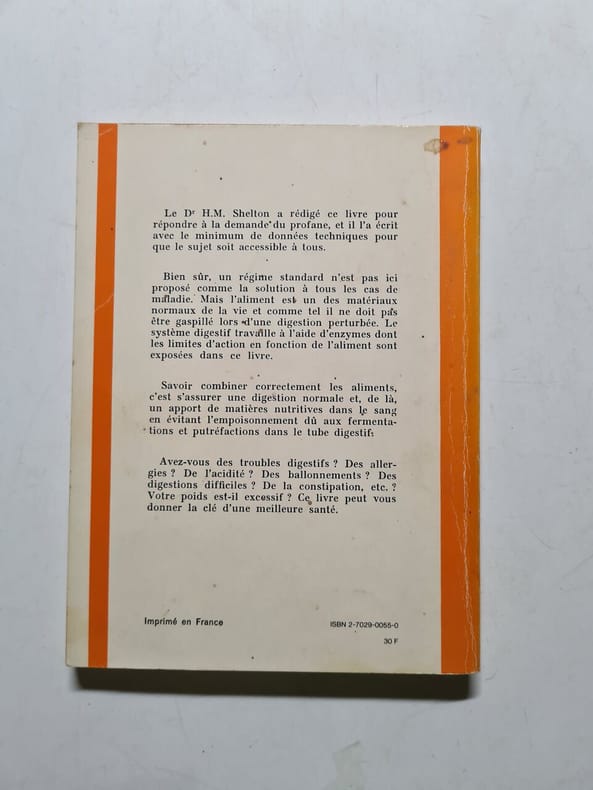 Le Dr H.M. Shelton a rédigé ce livre pour
répondre à la demande du profane, et il l'a écrit
avec le minimum de données techniques pour
que le sujet soit accessible à tous.
Bien sûr, un régime standard n'est pas ici
proposé comme la solution à tous les cas de
maladie. Mais l'aliment est un des matériaux
normaux de la vie et comme tel il ne doit pas
être gaspillé lors d'une digestion perturbée. Le
système digestif travaille à l'aide d'enzymes dont
les limites d'action en fonction de l'aliment sont
exposées dans ce livre.
Savoir combiner correctement les aliments,
c'est s'assurer une digestion normale et, de là,
un apport de matières nutritives dans le sang
en évitant l'empoisonnement dû aux fermenta-
tions et putréfactions dans le tube digestif.
Avez-vous des troubles digestifs ? Des aller-
gies ? De l'acidité ? Des ballonnements ? Des
digestions difficiles ? De la constipation, etc. ?
Votre poids est-il excessif ? Ce livre peut vous
donner la clé d'une meilleure santé.
Imprimé en France
ISBN 2-7029-0055-0
30 F